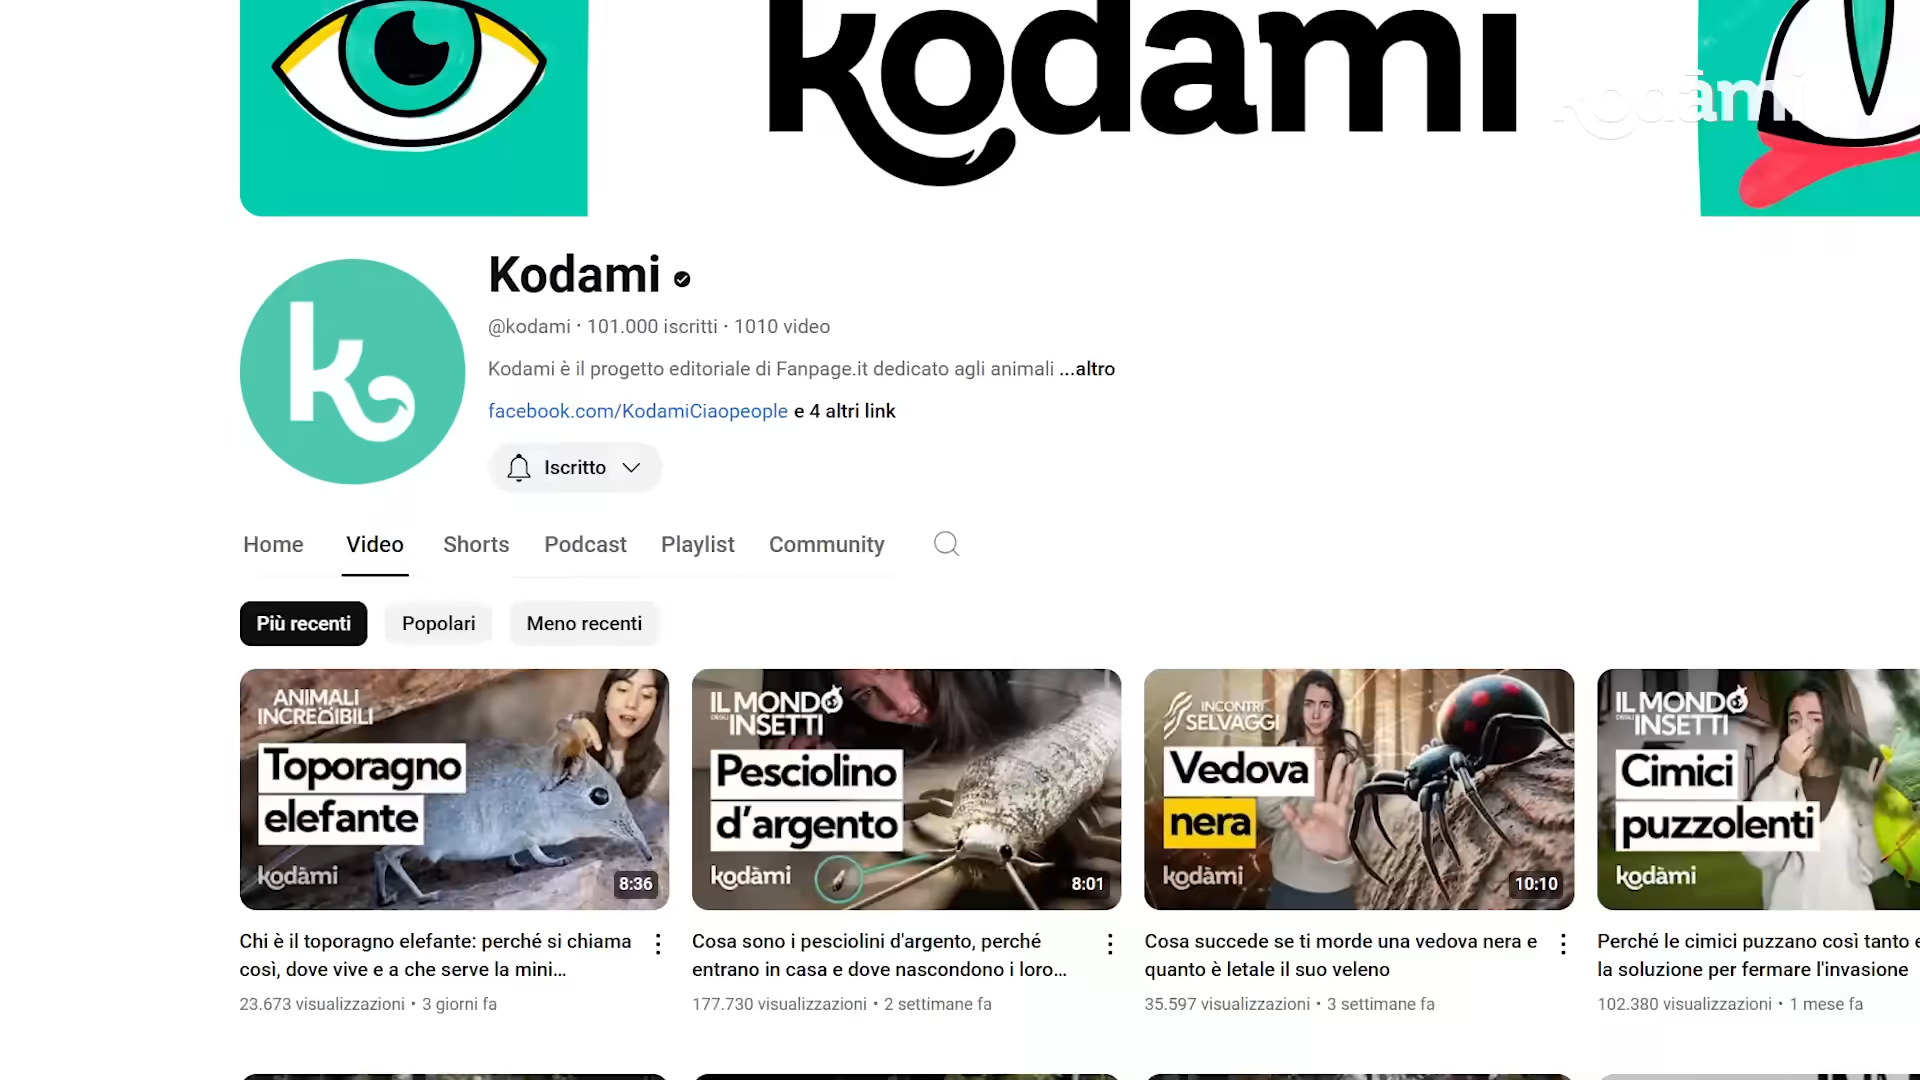 kodami
kodàmi
Kodami
@kodami · 101.000 iscritti · 1010 video
Kodami è il progetto editoriale di Fanpage.it dedicato agli animali ...altro
facebook.com/KodamiCiaopeople e 4 altri link
Iscritto
Home Video Shorts Podcast Playlist Community
Più recenti Popolari Meno recenti
ANIMALI
INCREDIBILI
Toporagno
elefante
kodàmi
8:36
IL MONDO
DEGLI INSETTI
Pesciolino
d'argento
kodàmi
8:01
INCONTRI
SELVAGGI
Vedova
nera
kodàmi
10:10
IL MONDO
DEGLI INSETTI
Cimici
puzzolenti
kodàmi
Chi è il toporagno elefante: perché si chiama
così, dove vive e a che serve la mini...
23.673 visualizzazioni • 3 giorni fa
Cosa sono i pesciolini d'argento, perché
entrano in casa e dove nascondono i loro...
177.730 visualizzazioni • 2 settimane fa
Cosa succede se ti morde una vedova nera e
quanto è letale il suo veleno
35.597 visualizzazioni • 3 settimane fa
Perché le cimici puzzano così tanto e
la soluzione per fermare l'invasione
102.380 visualizzazioni • 1 mese fa